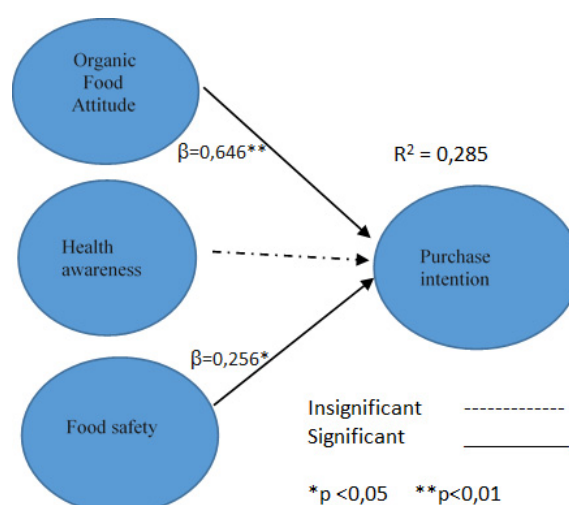 Organic
Food
Attitude
β=0,646**
R² = 0,285
Health
awareness
Purchase
intention
β=0,256*
Food safety
Insignificant
Significant
*p <0,05 **p<0,01